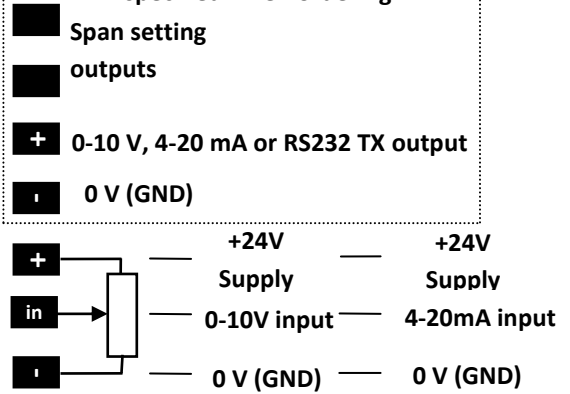 Span setting
outputs
+ 0-10 V, 4-20 mA or RS232 TX output
- 0 V (GND)
+ +24V +24V
Supply Supply
in 0-10V input 4-20mA input
- 0 V (GND) 0 V (GND)